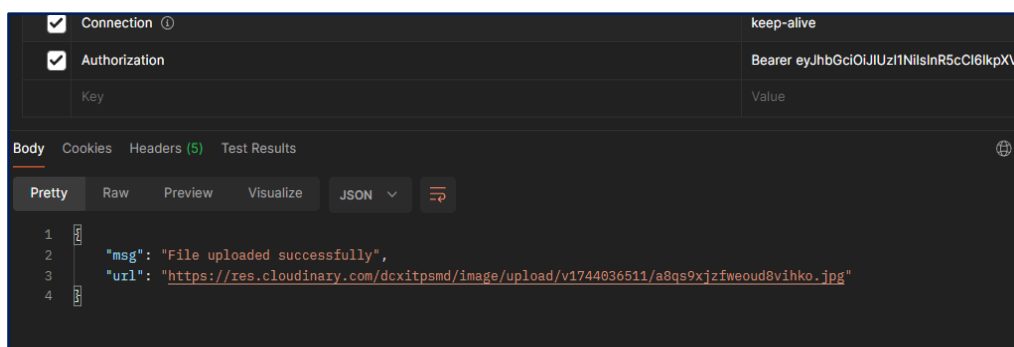 Connection keep-alive
Authorization Bearer eyJhbGciOiJIUzI1NiIsInR5cCI6IkpXV
Key Value
Body Cookies Headers (5) Test Results
Pretty Raw Preview Visualize JSON
1 {
2 "msg": "File uploaded successfully",
3 "url": "https://res.cloudinary.com/dcxitpsmd/image/upload/v1744036511/a8qs9xjzfweoud8vihko.jpg"
4 }